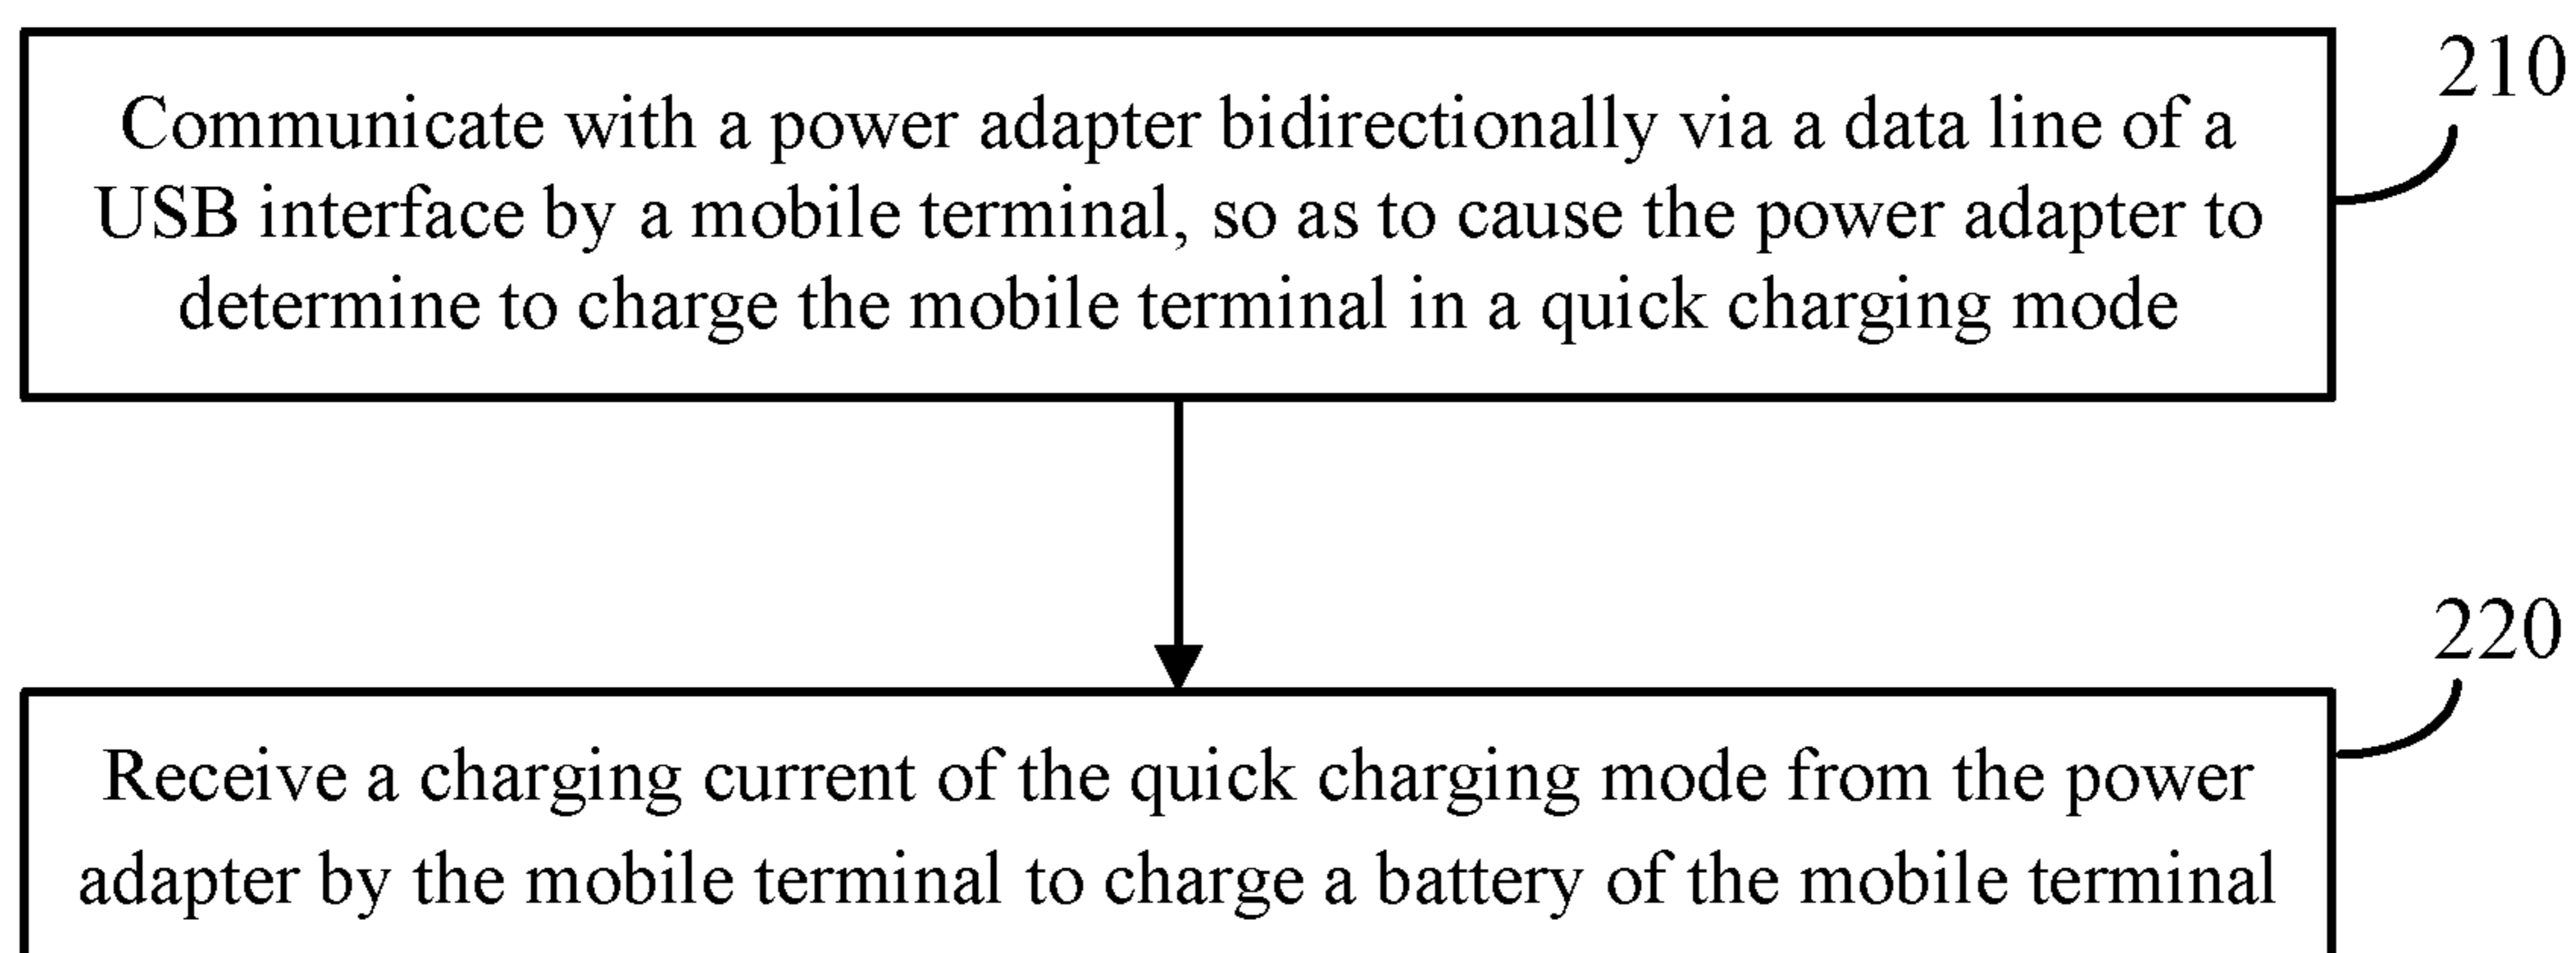 210
Communicate with a power adapter bidirectionally via a data line of a
USB interface by a mobile terminal, so as to cause the power adapter to
determine to charge the mobile terminal in a quick charging mode
220
Receive a charging current of the quick charging mode from the power
adapter by the mobile terminal to charge a battery of the mobile terminal